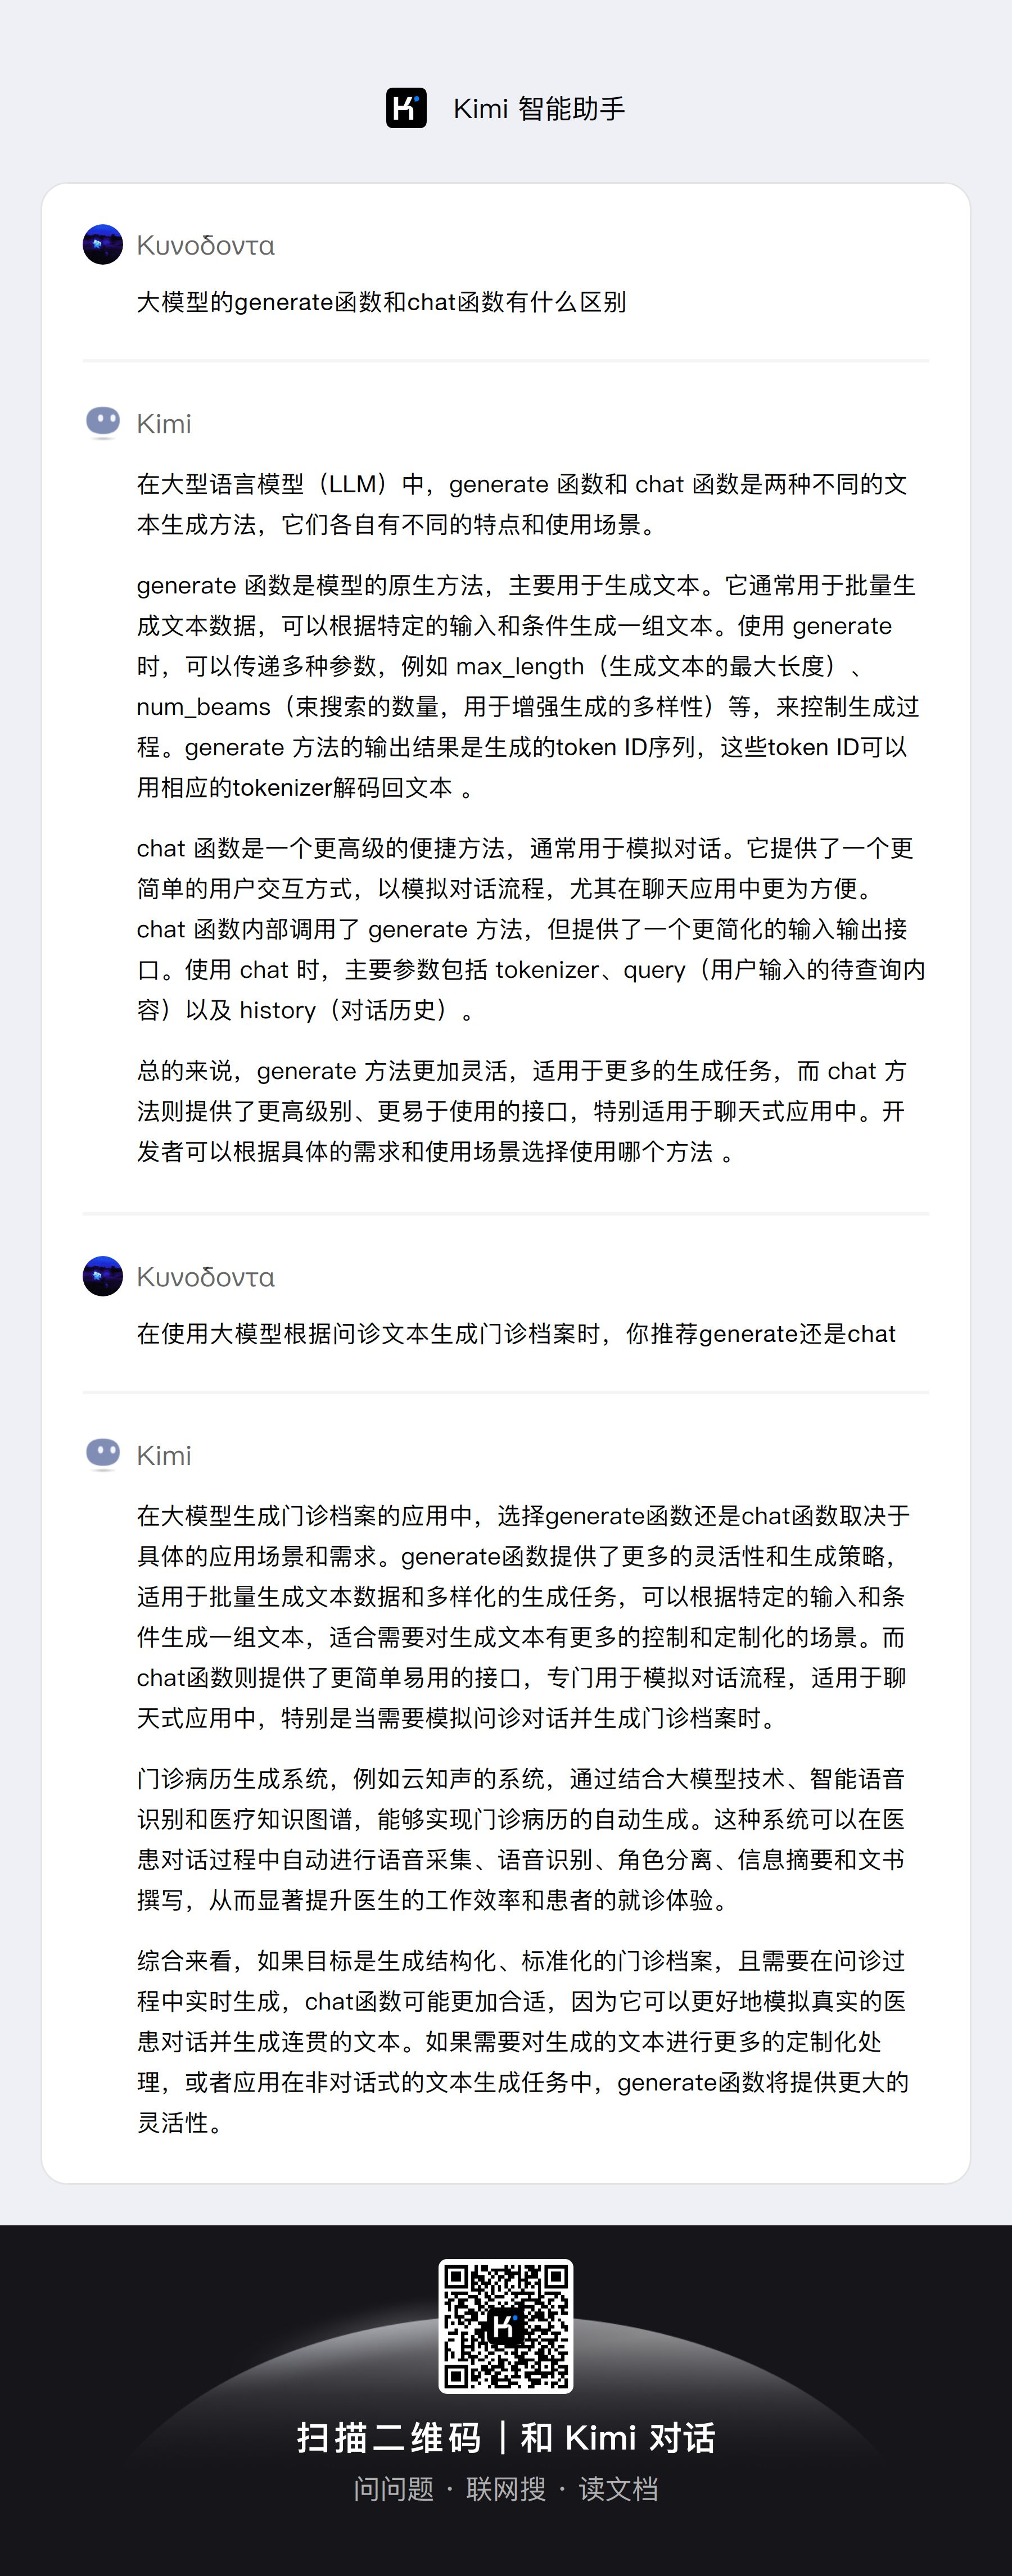 Kimi 智能助手
Κυνοδοντα
大模型的generate函数和chat函数有什么区别
Kimi
在大型语言模型（LLM）中，generate 函数和 chat 函数是两种不同的文
本生成方法，它们各自有不同的特点和使用场景。
generate 函数是模型的原生方法，主要用于生成文本。它通常用于批量生
成文本数据，可以根据特定的输入和条件生成一组文本。使用 generate
时，可以传递多种参数，例如 max_length（生成文本的最大长度）、
num_beams（束搜索的数量，用于增强生成的多样性）等，来控制生成过
程。generate 方法的输出结果是生成的token ID序列，这些token ID可以
用相应的tokenizer解码回文本 。
chat 函数是一个更高级的便捷方法，通常用于模拟对话。它提供了一个更
简单的用户交互方式，以模拟对话流程，尤其在聊天应用中更为方便。
chat 函数内部调用了 generate 方法，但提供了一个更简化的输入输出接
口。使用 chat 时，主要参数包括 tokenizer、query（用户输入的待查询内
容）以及 history（对话历史）。
总的来说，generate 方法更加灵活，适用于更多的生成任务，而 chat 方
法则提供了更高级别、更易于使用的接口，特别适用于聊天式应用中。开
发者可以根据具体的需求和使用场景选择使用哪个方法 。
Κυνοδοντα
在使用大模型根据问诊文本生成门诊档案时，你推荐generate还是chat
Kimi
在大模型生成门诊档案的应用中，选择generate函数还是chat函数取决于
具体的应用场景和需求。generate函数提供了更多的灵活性和生成策略，
适用于批量生成文本数据和多样化的生成任务，可以根据特定的输入和条
件生成一组文本，适合需要对生成文本有更多的控制和定制化的场景。而
chat函数则提供了更简单易用的接口，专门用于模拟对话流程，适用于聊
天式应用中，特别是当需要模拟问诊对话并生成门诊档案时。
门诊病历生成系统，例如云知声的系统，通过结合大模型技术、智能语音
识别和医疗知识图谱，能够实现门诊病历的自动生成。这种系统可以在医
患对话过程中自动进行语音采集、语音识别、角色分离、信息摘要和文书
撰写，从而显著提升医生的工作效率和患者的就诊体验。
综合来看，如果目标是生成结构化、标准化的门诊档案，且需要在问诊过
程中实时生成，chat函数可能更加合适，因为它可以更好地模拟真实的医
患对话并生成连贯的文本。如果需要对生成的文本进行更多的定制化处
理，或者应用在非对话式的文本生成任务中，generate函数将提供更大的
灵活性。
扫描二维码｜和 Kimi 对话
问问题 · 联网搜 · 读文档